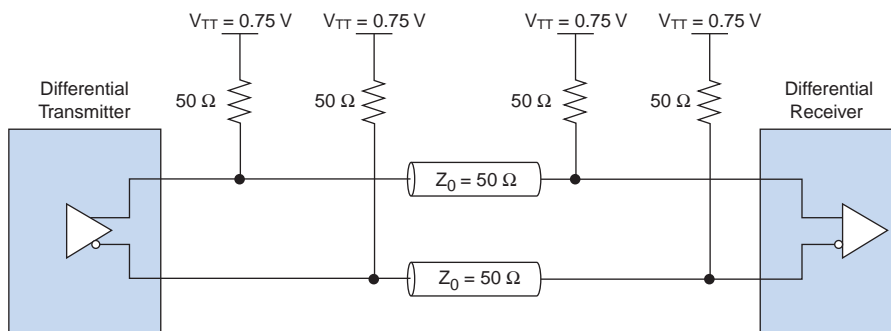 V_TT = 0.75 V V_TT = 0.75 V V_TT = 0.75 V V_TT = 0.75 V
Differential
Transmitter
50 Ω 50 Ω 50 Ω 50 Ω
Differential
Receiver
Z_0 = 50 Ω
Z_0 = 50 Ω